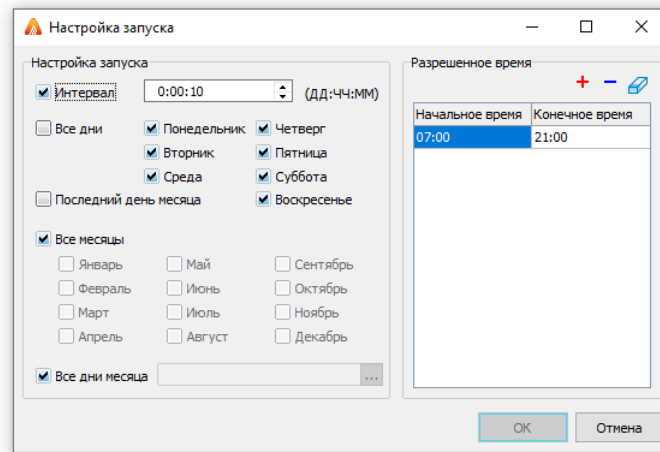 Настройка запуска
Настройка запуска
Интервал 0:00:10 (ДД:ЧЧ:ММ)
Все дни Понедельник Четверг
Вторник Пятница
Среда Суббота
Последний день месяца Воскресенье
Все месяцы
Январь Май Сентябрь
Февраль Июнь Октябрь
Март Июль Ноябрь
Апрель Август Декабрь
Все дни месяца ...
Разрешенное время
Начальное время Конечное время
07:00 21:00
OK Отмена